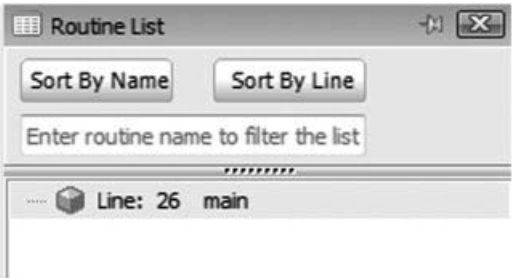 Routine List
Sort By Name Sort By Line
Enter routine name to filter the list
Line: 26 main